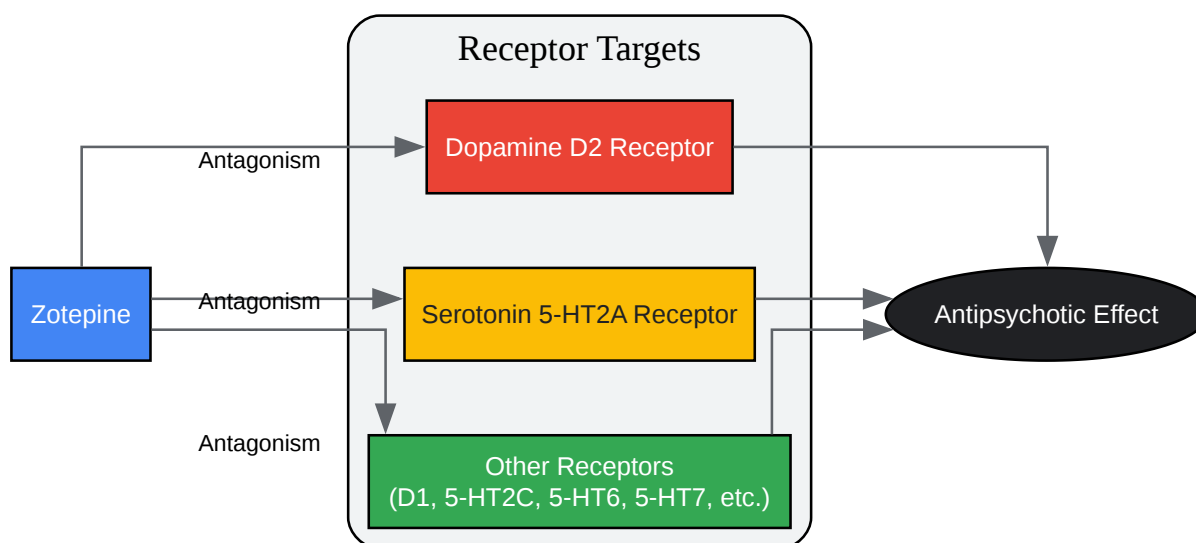 Receptor Targets
Dopamine D2 Receptor
Antagonism
Zotepine
Antagonism
Serotonin 5-HT2A Receptor
Antipsychotic Effect
Antagonism
Other Receptors
(D1, 5-HT2C, 5-HT6, 5-HT7, etc.)